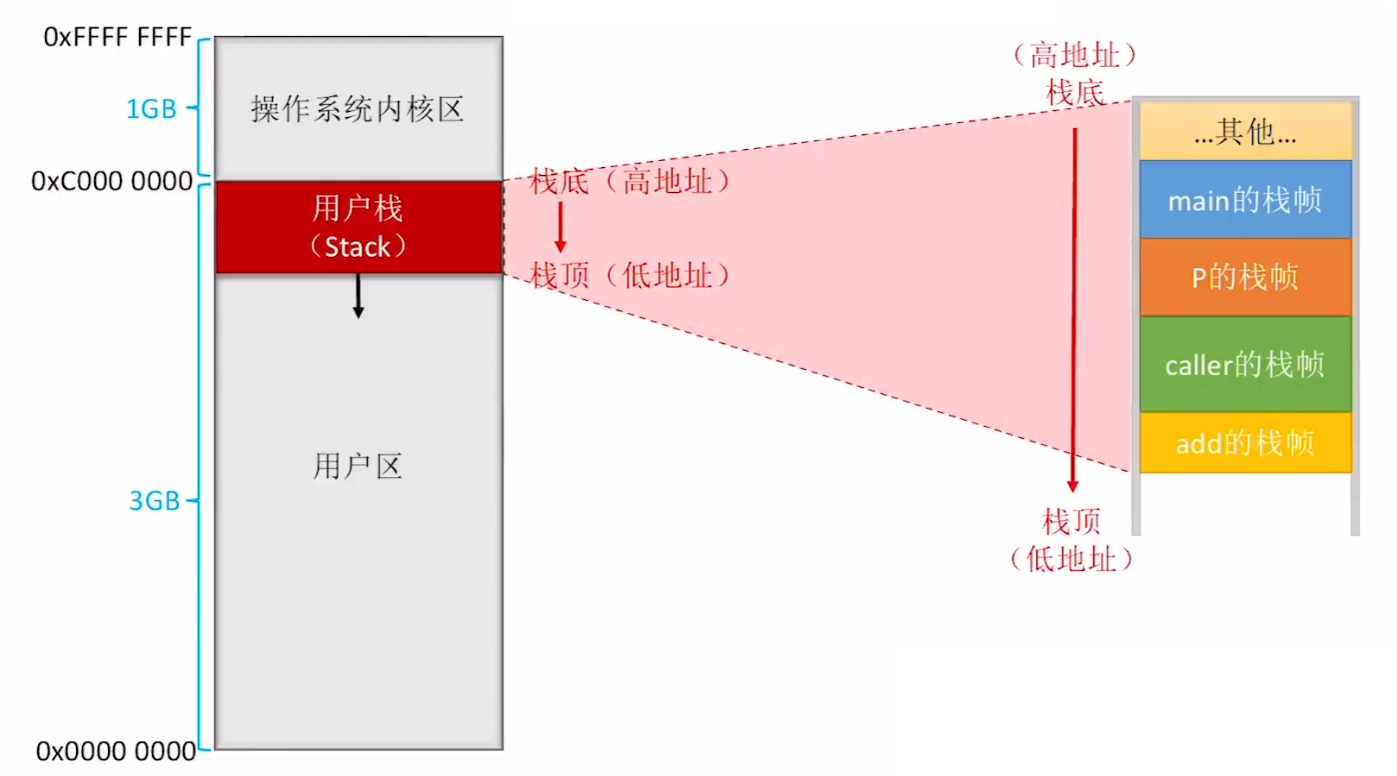 0xFFFF FFFF
1GB
操作系统内核区
0xC000 0000
用户栈
（Stack）
栈底（高地址）
栈顶（低地址）
用户区
3GB
0x0000 0000
（高地址）
栈底
栈顶
（低地址）
...其他...
main的栈帧
P的栈帧
caller的栈帧
add的栈帧